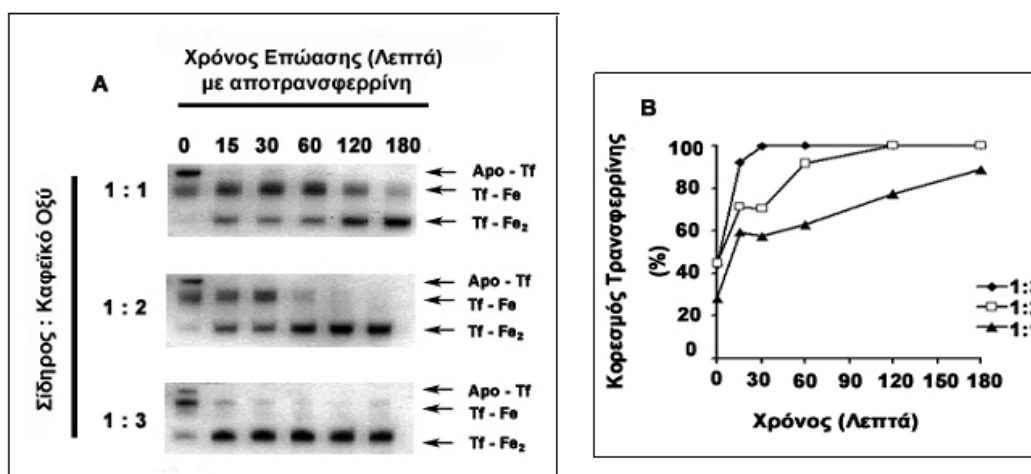 Χρόνος Επώασης (Λεπτά)
με αποτρανσφερρίνη
A
0 15 30 60 120 180
Σίδηρος : Καφεϊκό Οξύ
1 : 1
Apo - Tf
Tf - Fe
Tf - Fe₂
1 : 2
Apo - Tf
Tf - Fe
Tf - Fe₂
1 : 3
Apo - Tf
Tf - Fe
Tf - Fe₂
B
Κορεσμός Τρανσφερρίνης
(%)
100
80
60
40
20
0
0 30 60 90 120 150 180
Χρόνος (Λεπτά)